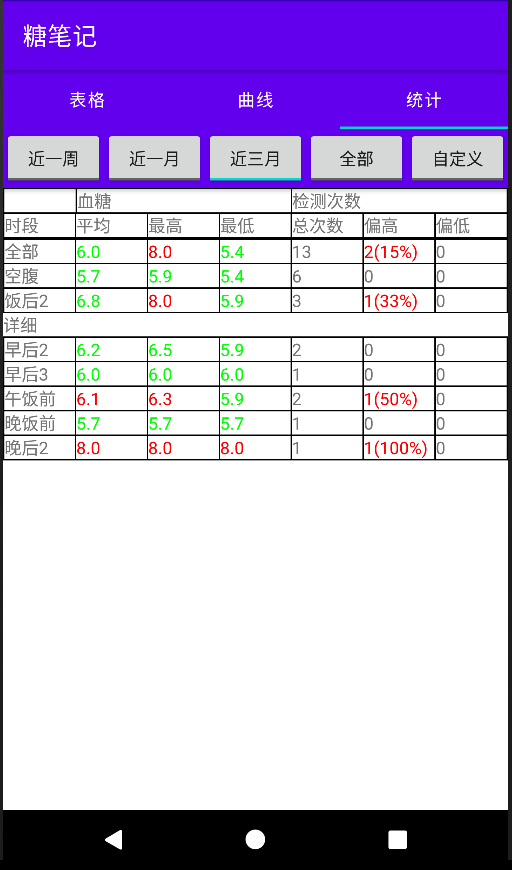 糖笔记
表格 曲线 统计
近一周 近一月 近三月 全部 自定义
血糖 检测次数
时段 平均 最高 最低 总次数 偏高 偏低
全部 6.0 8.0 5.4 13 2(15%) 0
空腹 5.7 5.9 5.4 6 0 0
饭后2 6.8 8.0 5.9 3 1(33%) 0
详细
早后2 6.2 6.5 5.9 2 0 0
早后3 6.0 6.0 6.0 1 0 0
午饭前 6.1 6.3 5.9 2 1(50%) 0
晚饭前 5.7 5.7 5.7 1 0 0
晚后2 8.0 8.0 8.0 1 1(100%) 0